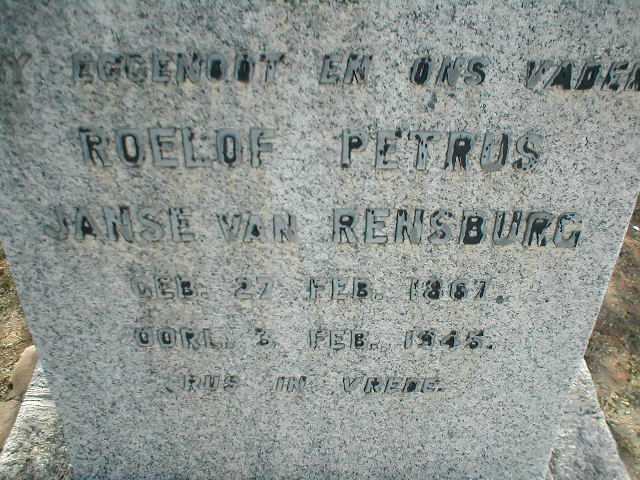 MY EGGENOOT EN ONS VADER
ROELOF PETRUS
JANSE VAN RENSBURG
GEB. 27 FEB. 1867.
OORL. 3 FEB. 1945.
RUS IN VREDE.